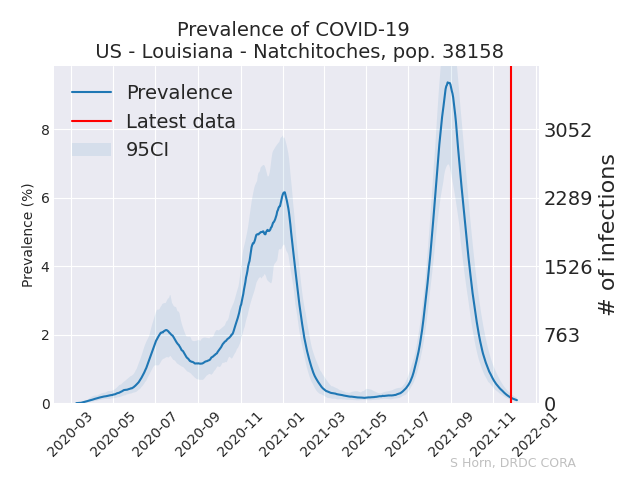 Prevalence of COVID-19
US - Louisiana - Natchitoches, pop. 38158
Prevalence
Latest data
95CI
Prevalence (%)
8
6
4
2
0
3052
2289
1526
763
0
# of infections
2020-03
2020-05
2020-07
2020-09
2020-11
2021-01
2021-03
2021-05
2021-07
2021-09
2021-11
2022-01
S Horn, DRDC CORA